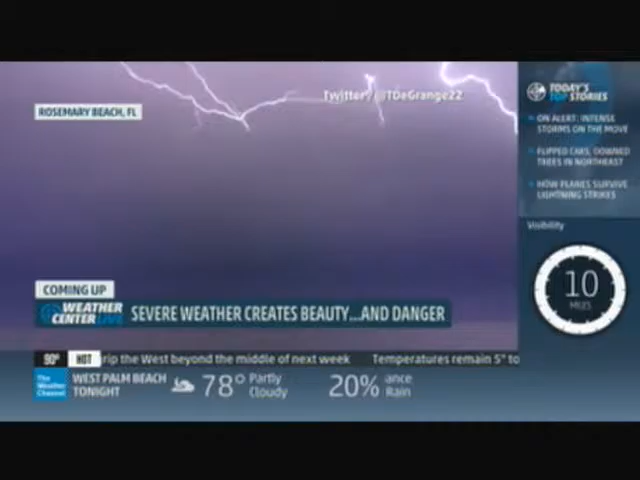 Twitter/ @TDeGrange22
ROSEMARY BEACH, FL
TODAY'S
TOP STORIES
ON ALERT: INTENSE
STORMS ON THE MOVE
FLIPPED CARS, DOWNED
TREES IN NORTHEAST
HOW PLANES SURVIVE
LIGHTNING STRIKES
Visibility
10
MILES
COMING UP
WEATHER
CENTER LIVE
SEVERE WEATHER CREATES BEAUTY...AND DANGER
90° HOT rip the West beyond the middle of next week Temperatures remain 5° to
The
Weather
Channel
WEST PALM BEACH
TONIGHT
78°
Partly
Cloudy
20%
ance
Rain